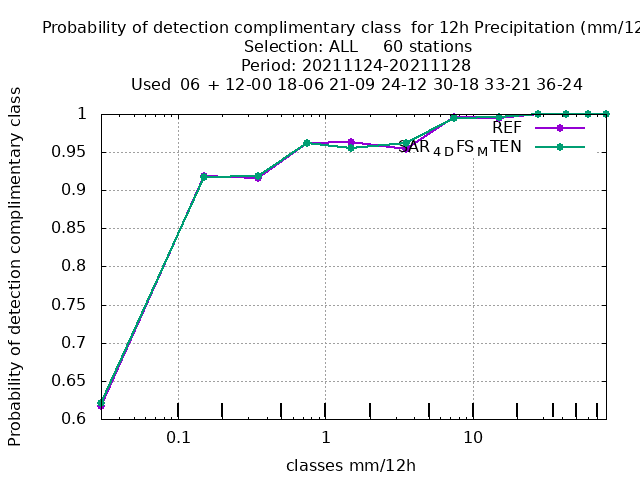 Probability of detection complimentary class  for 12h Precipitation (mm/12
Selection: ALL     60 stations
Period: 20211124-20211128
Used  06 + 12-00 18-06 21-09 24-12 30-18 33-21 36-24
Probability of detection complimentary class
1
0.95
0.9
0.85
0.8
0.75
0.7
0.65
0.6
REF
SAR4DFSMTEN
0.1
1
10
classes mm/12h